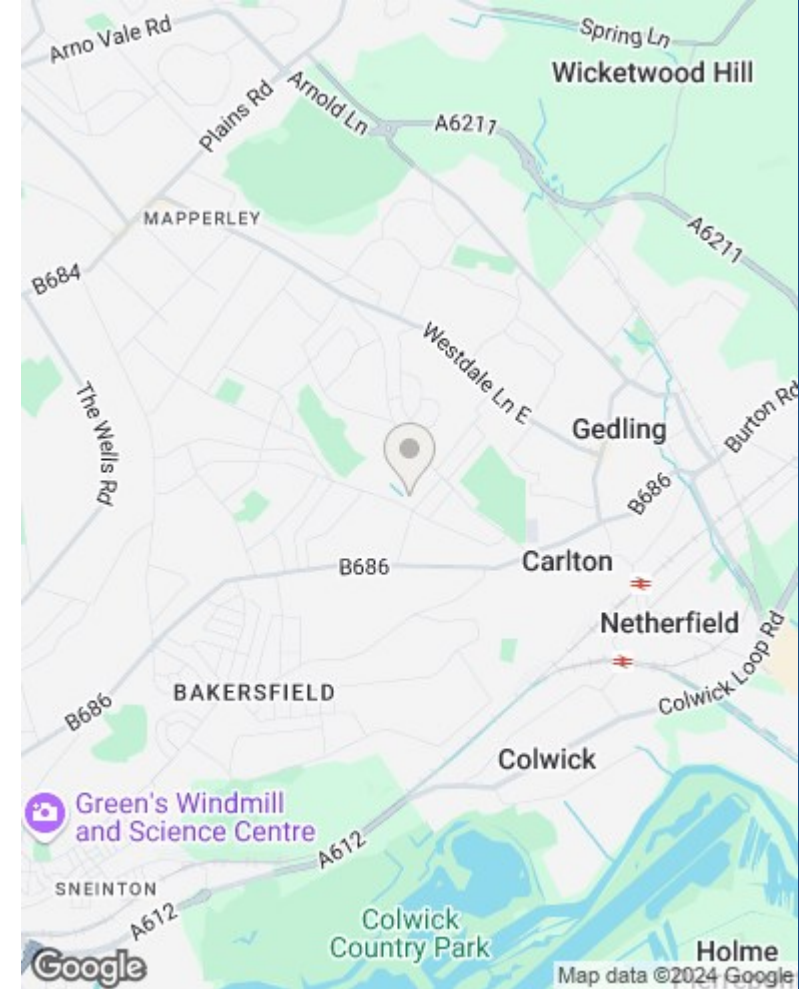 Arno Vale Rd
Spring Ln
Wicketwood Hill
Plains Rd
Arnold Ln
A6211
MAPPERLEY
A6211
B684
Westdale Ln E
The Wells Rd
Gedling
Burton Rd
B686
B686
Carlton
Netherfield
Colwick Loop Rd
BAKERSFIELD
B686
Colwick
Green's Windmill
and Science Centre
A612
SNEINTON
A612
Colwick
Country Park
Holme
Google
Map data ©2024 Google